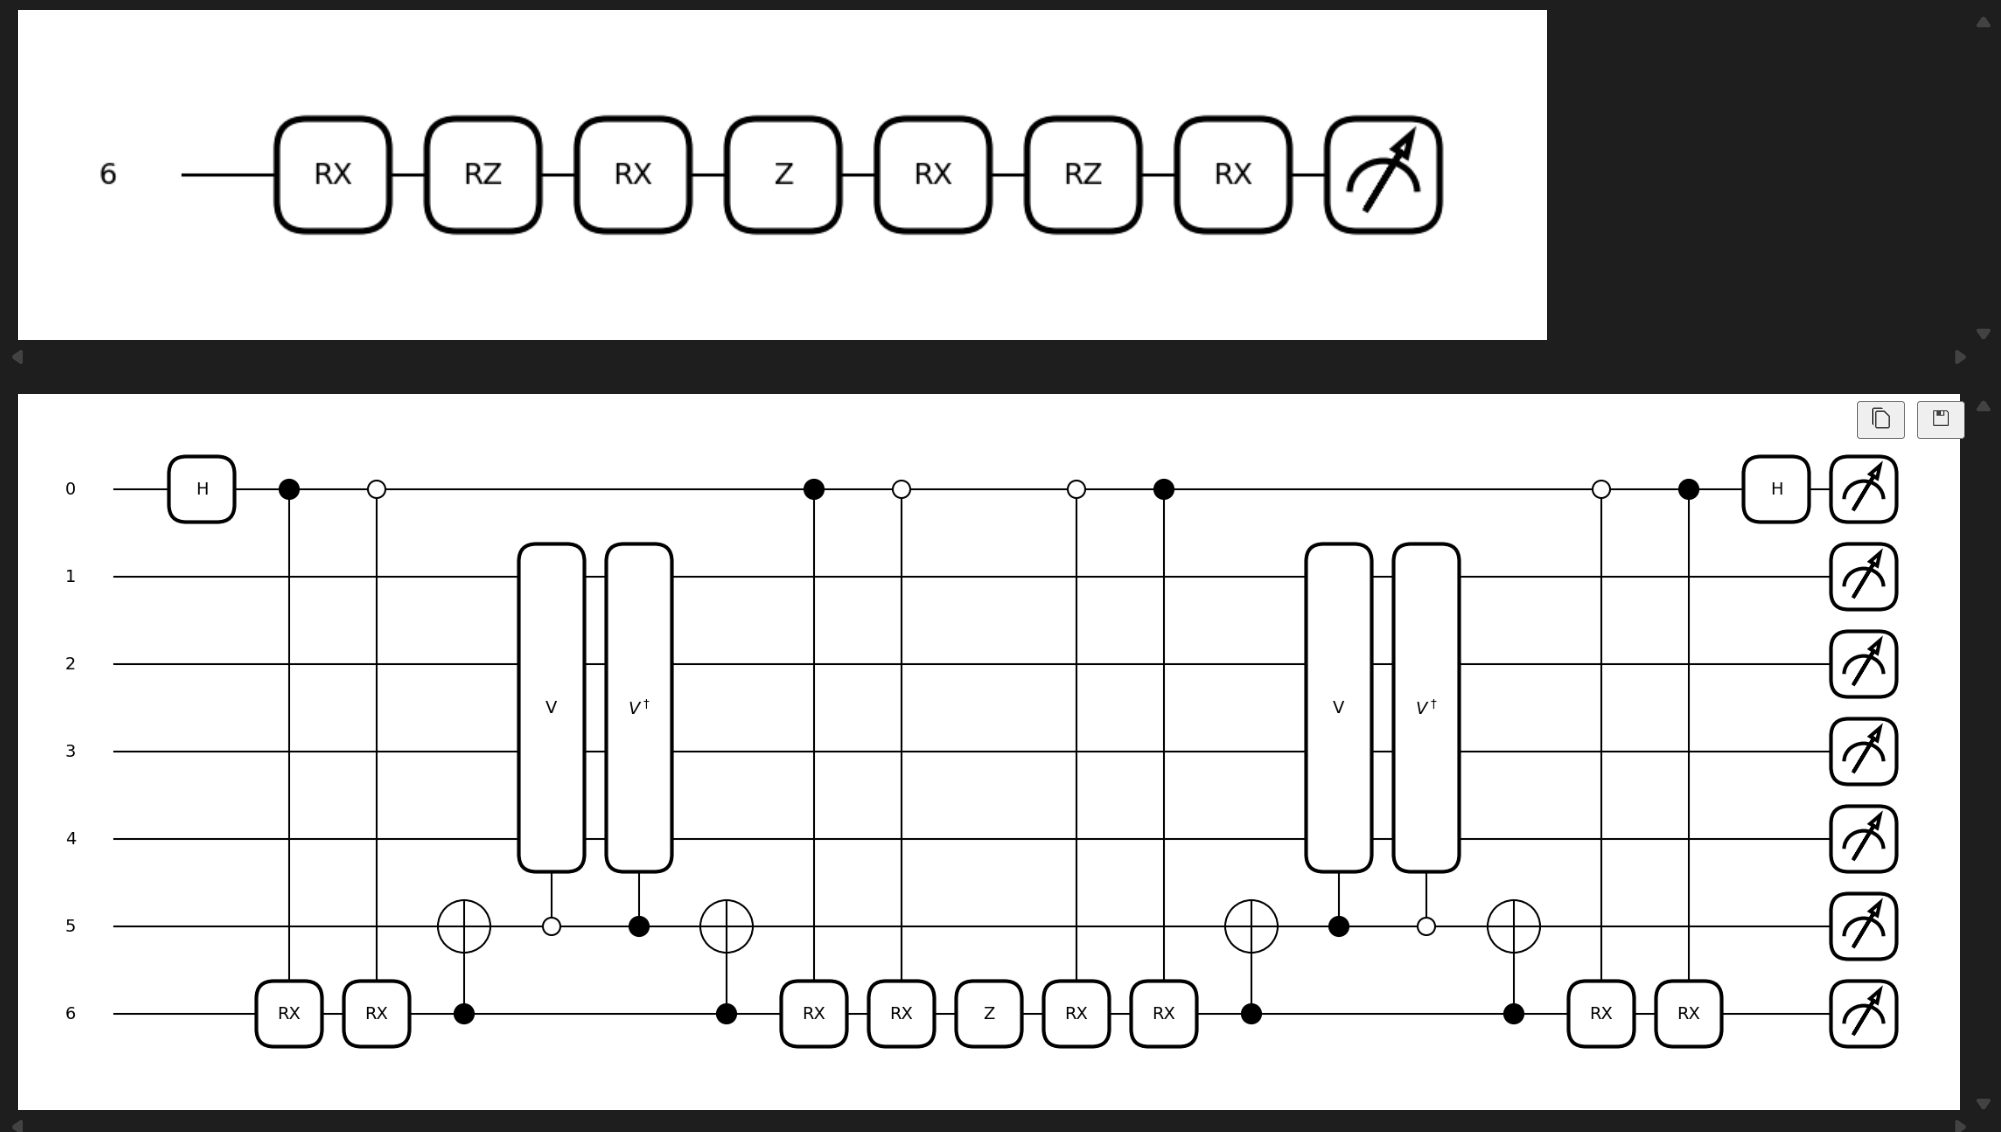 6 RX RZ RX Z RX RZ RX
0 H H
1
2
V V† V V†
3
4
5
6 RX RX RX RX Z RX RX RX RX